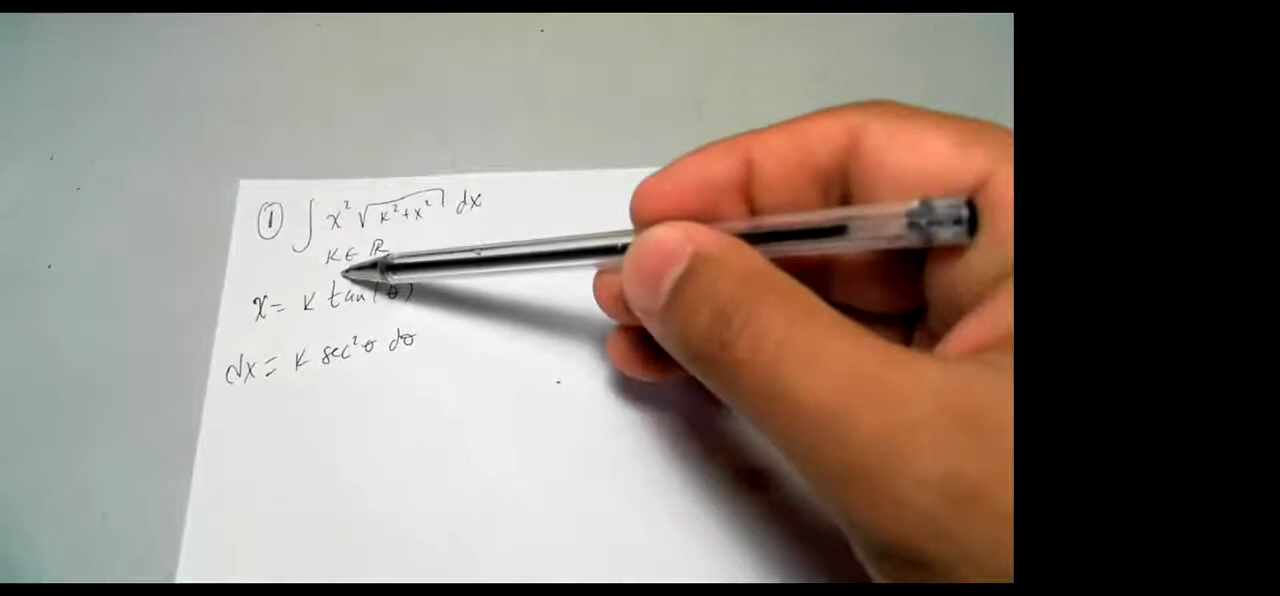 ① ∫ x² √(k²+x²) dx
K ∈ ℝ
x = k tan(θ)
dx = k sec²θ dθ